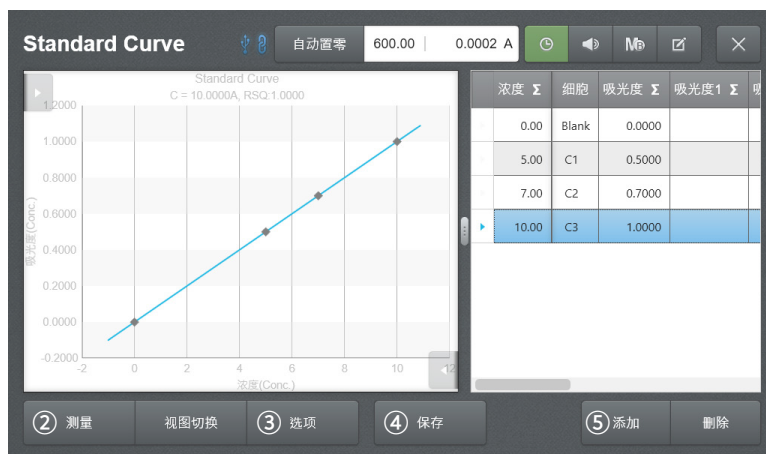 Standard Curve
自动置零
600.00
0.0002 A
Standard Curve
C = 10.0000A, RSQ:1.0000
1.2000
1.0000
0.8000
0.6000
0.4000
0.2000
0.0000
-0.2000
吸光度(Conc.)
-2 0 2 4 6 8 10 12
浓度(Conc.)
浓度 Σ 细胞 吸光度 Σ 吸光度1 Σ
0.00 Blank 0.0000
5.00 C1 0.5000
7.00 C2 0.7000
10.00 C3 1.0000
② 测量
视图切换
③ 选项
④ 保存
⑤ 添加
删除